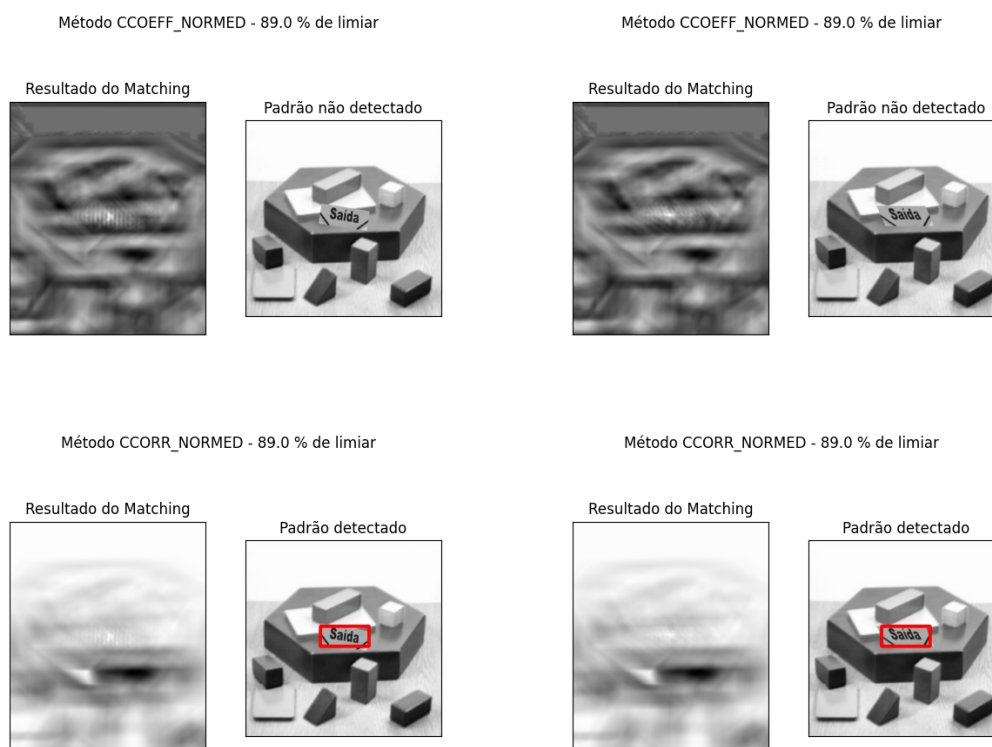 Método CCOEFF_NORMED - 89.0 % de limiar
Método CCOEFF_NORMED - 89.0 % de limiar
Resultado do Matching
Padrão não detectado
Saída
Resultado do Matching
Padrão não detectado
Saída
Método CCORR_NORMED - 89.0 % de limiar
Método CCORR_NORMED - 89.0 % de limiar
Resultado do Matching
Padrão detectado
Saída
Resultado do Matching
Padrão detectado
Saída